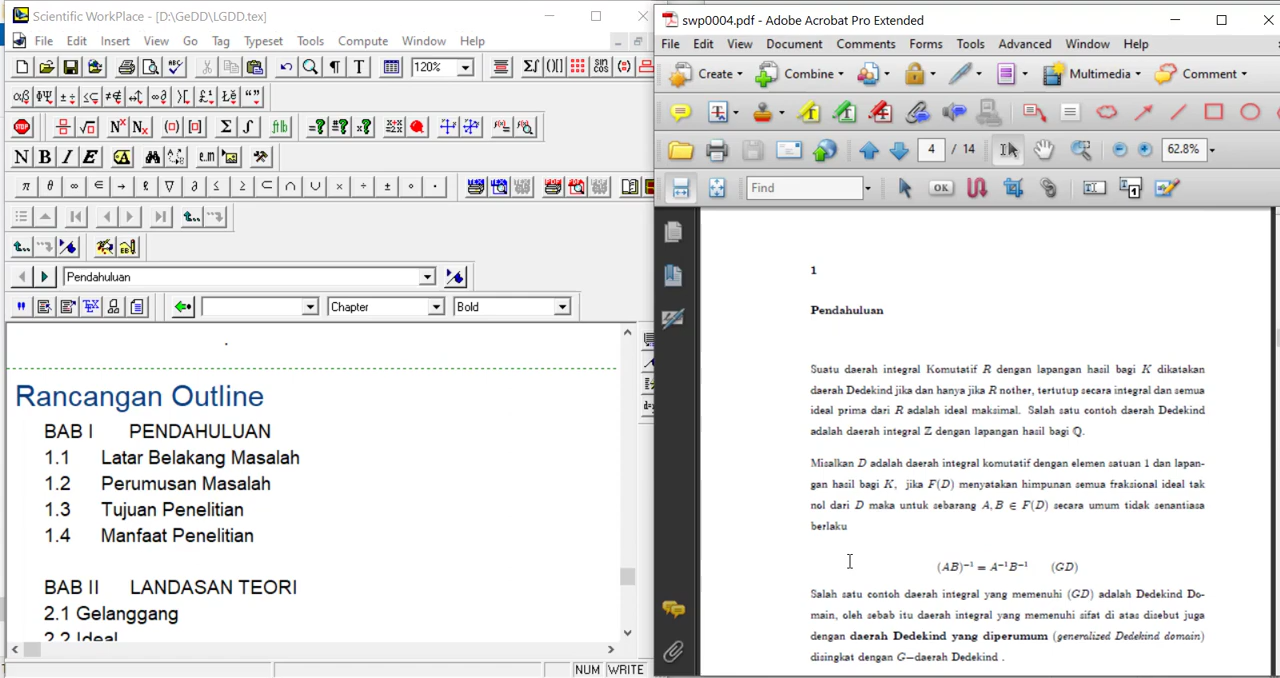 Scientific WorkPlace - [D:\GeDD\LGDD.tex]
File Edit Insert View Go Tag Typeset Tools Compute Window Help
120%
Pendahuluan
Chapter Bold
Rancangan Outline
BAB I PENDAHULUAN
1.1 Latar Belakang Masalah
1.2 Perumusan Masalah
1.3 Tujuan Penelitian
1.4 Manfaat Penelitian
BAB II LANDASAN TEORI
2.1 Gelanggang
2.2 Ideal
NUM WRITE
swp0004.pdf - Adobe Acrobat Pro Extended
File Edit View Document Comments Forms Tools Advanced Window Help
Create Combine Multimedia Comment
4 / 14 62.8%
Find OK
1
Pendahuluan
Suatu daerah integral Komutatif R dengan lapangan hasil bagi K dikatakan
daerah Dedekind jika dan hanya jika R nother, tertutup secara integral dan semua
ideal prima dari R adalah ideal maksimal. Salah satu contoh daerah Dedekind
adalah daerah integral ℤ dengan lapangan hasil bagi ℚ.
Misalkan D adalah daerah integral komutatif dengan elemen satuan 1 dan lapan-
gan hasil bagi K, jika F(D) menyatakan himpunan semua fraksional ideal tak
nol dari D maka untuk sebarang A, B ∈ F(D) secara umum tidak senantiasa
berlaku
(AB)⁻¹ = A⁻¹B⁻¹ (GD)
Salah satu contoh daerah integral yang memenuhi (GD) adalah Dedekind Do-
main, oleh sebab itu daerah integral yang memenuhi sifat di atas disebut juga
dengan daerah Dedekind yang diperumum (generalized Dedekind domain)
disingkat dengan G−daerah Dedekind .